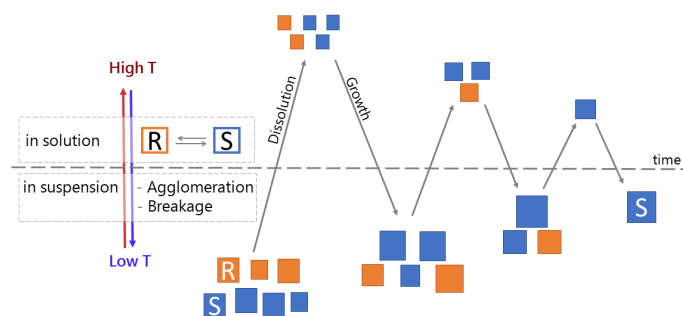 High T
in solution
R
S
in suspension
- Agglomeration
- Breakage
Low T
Dissolution
Growth
time
R
S
S